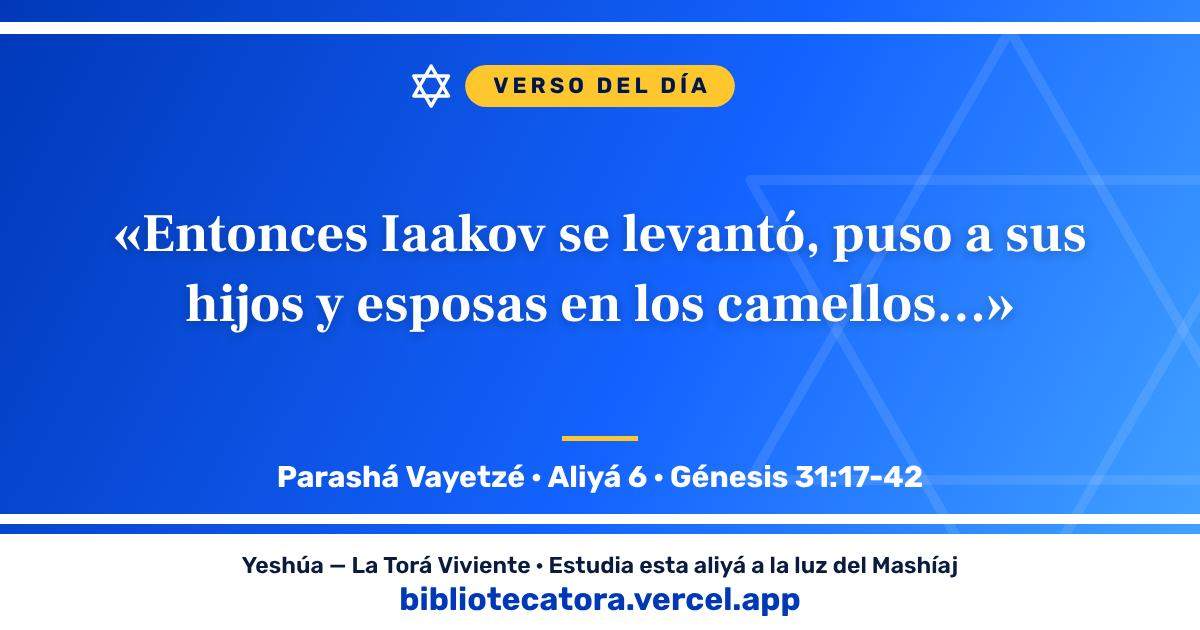 VERSO DEL DÍA
«Entonces Iaakov se levantó, puso a sus
hijos y esposas en los camellos...»
Parashá Vayetzé • Aliyá 6 • Génesis 31:17-42
Yeshúa — La Torá Viviente • Estudia esta aliyá a la luz del Mashíaj
bibliotecatora.vercel.app